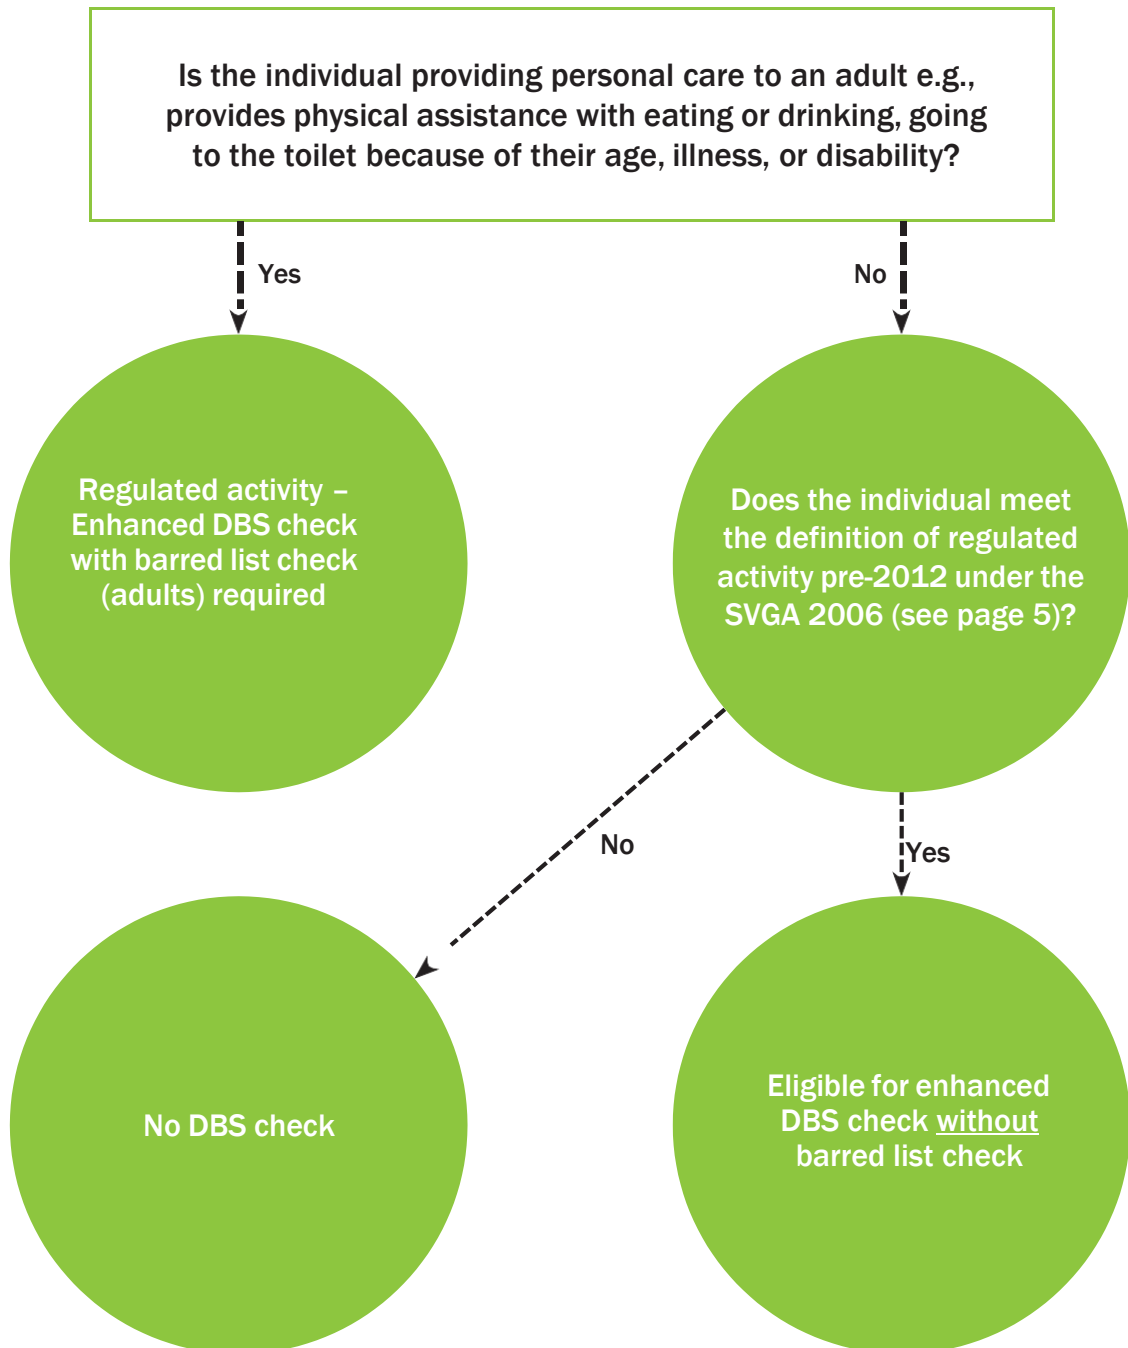 Is the individual providing personal care to an adult e.g.,
provides physical assistance with eating or drinking, going
to the toilet because of their age, illness, or disability?
Yes
No
Regulated activity –
Enhanced DBS check
with barred list check
(adults) required
Does the individual meet
the definition of regulated
activity pre-2012 under the
SVGA 2006 (see page 5)?
No
Yes
No DBS check
Eligible for enhanced
DBS check without
barred list check